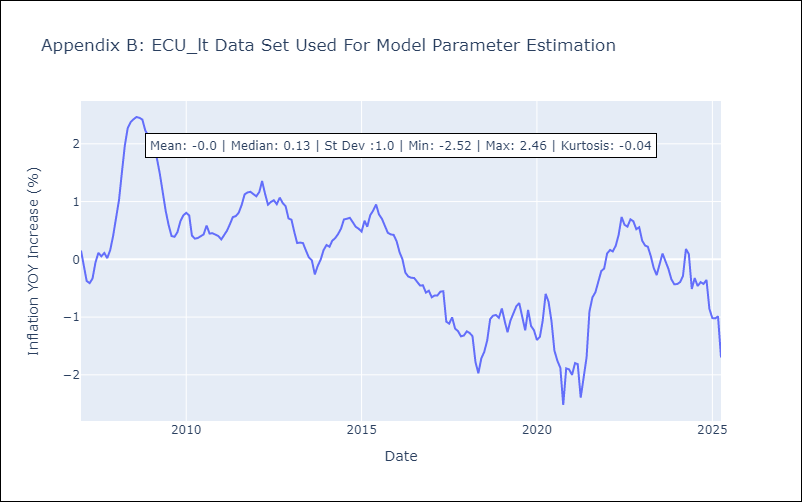 Appendix B: ECU_lt Data Set Used For Model Parameter Estimation
Mean: -0.0 | Median: 0.13 | St Dev :1.0 | Min: -2.52 | Max: 2.46 | Kurtosis: -0.04
Inflation YOY Increase (%)
2
1
0
−1
−2
2010
2015
2020
2025
Date